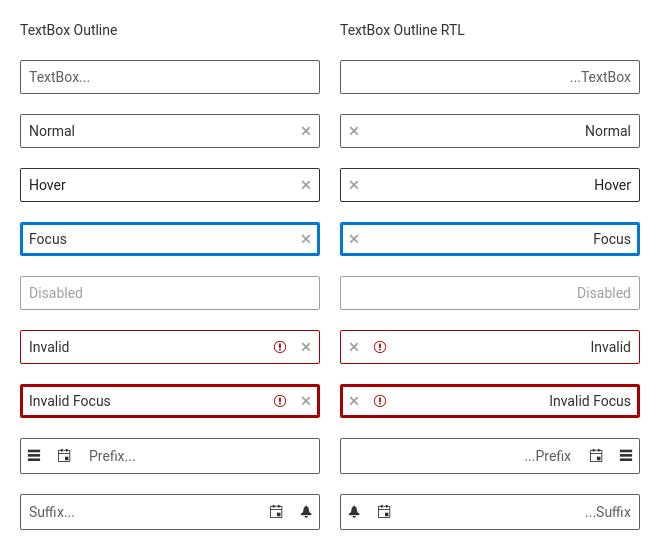 TextBox Outline
TextBox...
Normal
Hover
Focus
Disabled
Invalid
Invalid Focus
Prefix...
Suffix...
TextBox Outline RTL
...TextBox
Normal
Hover
Focus
Disabled
Invalid
Invalid Focus
...Prefix
...Suffix